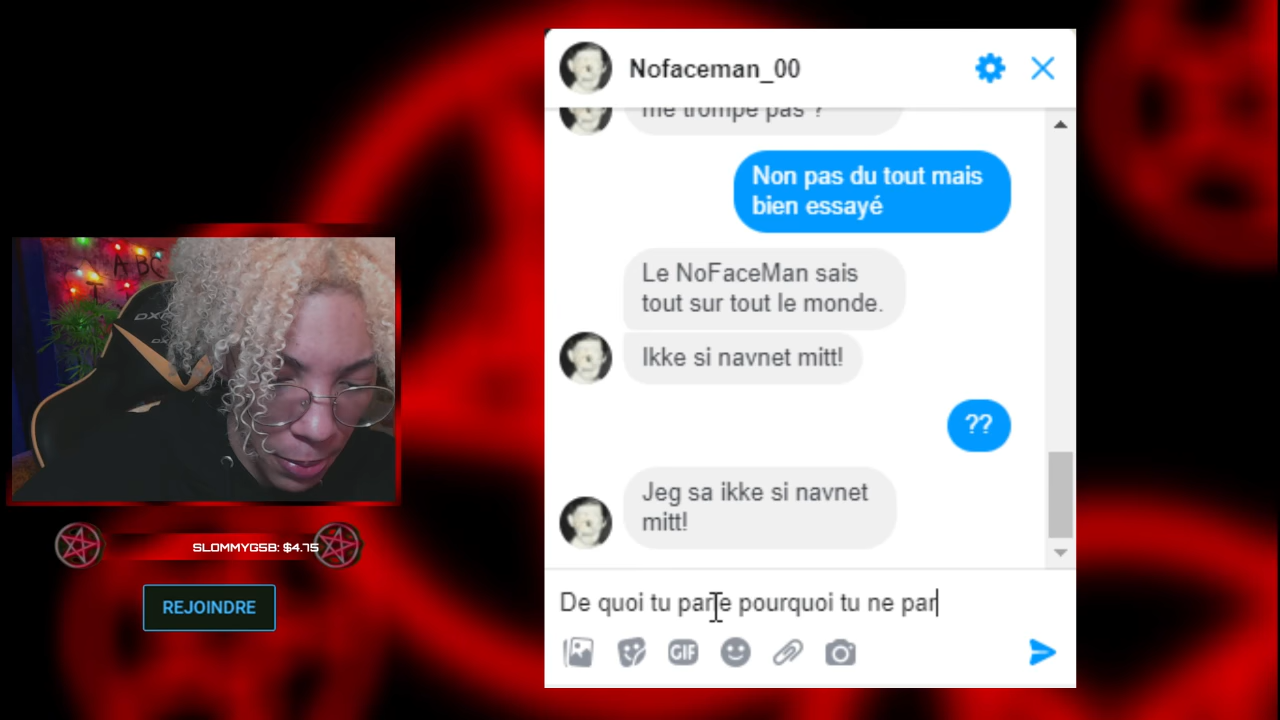 Nofaceman_00
me trompe pas ?
Non pas du tout mais
bien essayé
Le NoFaceMan sais
tout sur tout le monde.
Ikke si navnet mitt!
??
Jeg sa ikke si navnet
mitt!
De quoi tu parle pourquoi tu ne par
GIF
ABC
SLOMMYG5B: $4.75
REJOINDRE